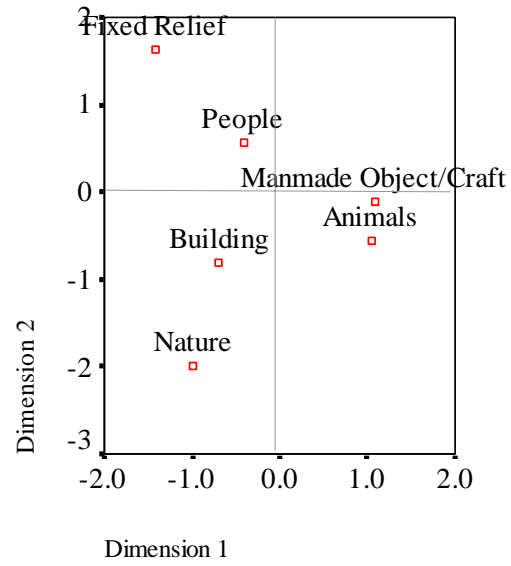 2
Fixed Relief
1
People
0
Manmade Object/Craft
Animals
Building
-1
Nature
-2
-3
-2.0 -1.0 0.0 1.0 2.0
Dimension 2
Dimension 1